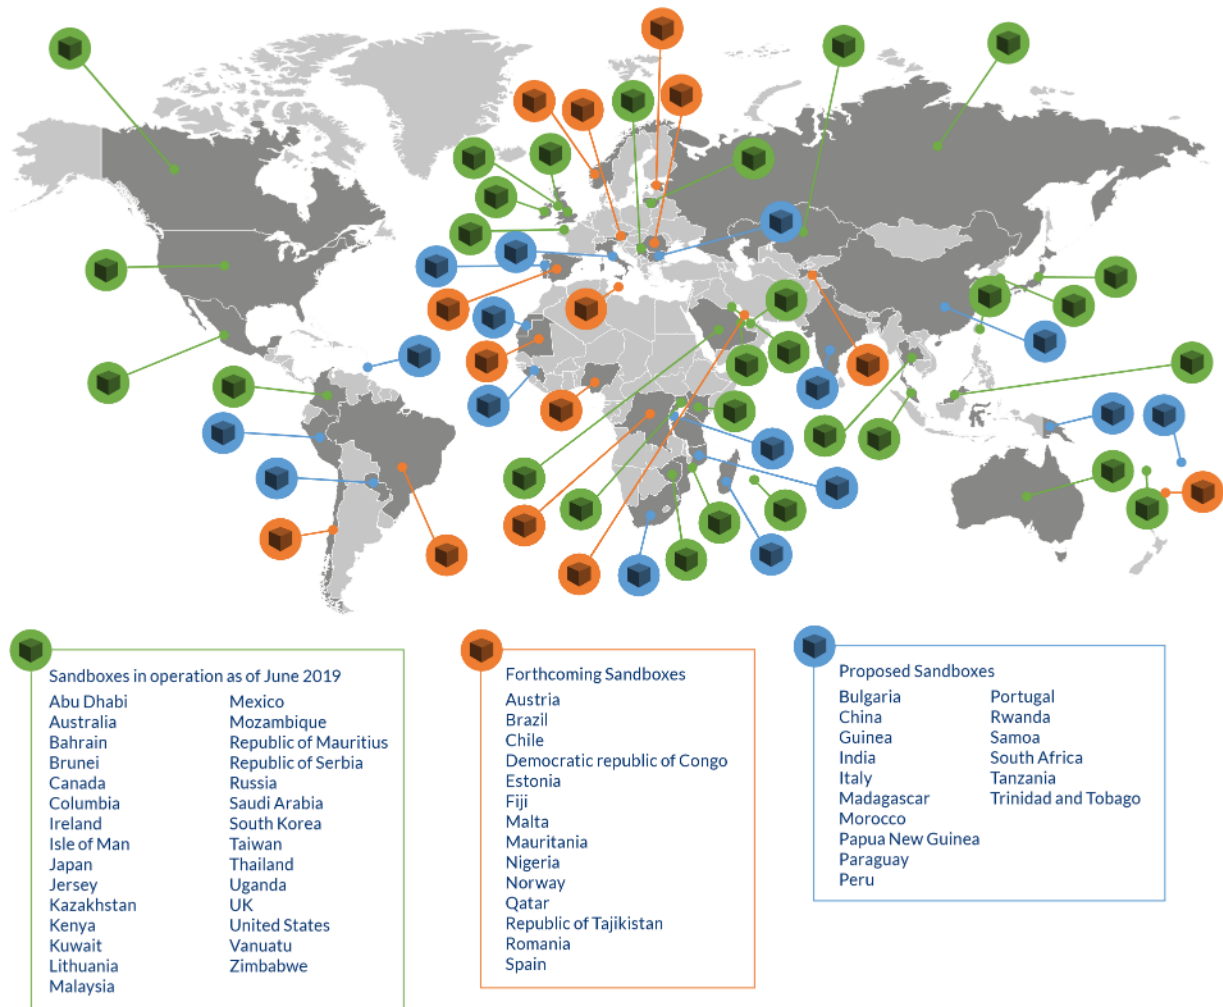 Sandboxes in operation as of June 2019
Abu Dhabi
Australia
Bahrain
Brunei
Canada
Columbia
Ireland
Isle of Man
Japan
Jersey
Kazakhstan
Kenya
Kuwait
Lithuania
Malaysia
Mexico
Mozambique
Republic of Mauritius
Republic of Serbia
Russia
Saudi Arabia
South Korea
Taiwan
Thailand
Uganda
UK
United States
Vanuatu
Zimbabwe
Forthcoming Sandboxes
Austria
Brazil
Chile
Democratic republic of Congo
Estonia
Fiji
Malta
Mauritania
Nigeria
Norway
Qatar
Republic of Tajikistan
Romania
Spain
Proposed Sandboxes
Bulgaria
China
Guinea
India
Italy
Madagascar
Morocco
Papua New Guinea
Paraguay
Peru
Portugal
Rwanda
Samoa
South Africa
Tanzania
Trinidad and Tobago